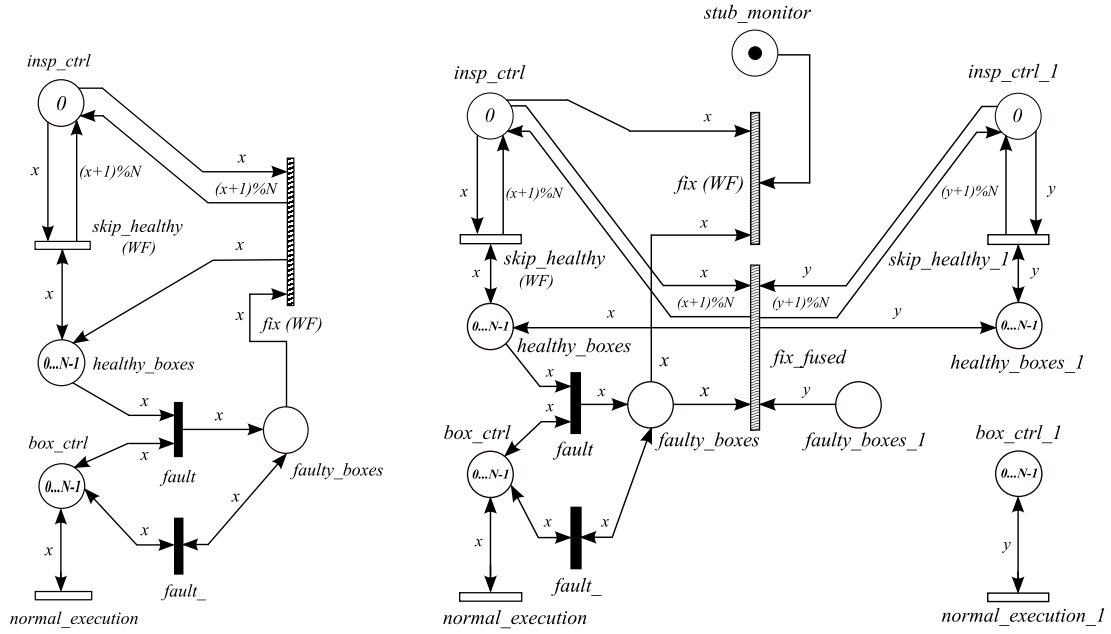 insp_ctrl
0
x
(x+1)%N
x
(x+1)%N
skip_healthy
(WF)
x
x
x
fix (WF)
0...N-1
healthy_boxes
x
x
box_ctrl
x
fault
faulty_boxes
0...N-1
x
x
x
fault_
normal_execution
stub_monitor
insp_ctrl
insp_ctrl_1
0
0
x
x
(x+1)%N
fix (WF)
(y+1)%N
y
x
skip_healthy
(WF)
skip_healthy_1
x
x
y
y
(x+1)%N
(y+1)%N
x
y
0...N-1
0...N-1
healthy_boxes
fix_fused
healthy_boxes_1
x
x
x
x
x
y
box_ctrl
fault
faulty_boxes
faulty_boxes_1
box_ctrl_1
0...N-1
0...N-1
x
x
x
y
fault_
normal_execution
normal_execution_1